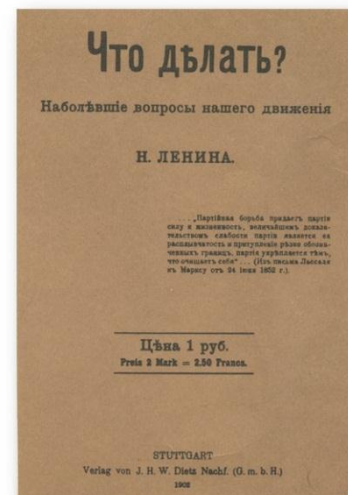 Что дѣлать?
Наболѣвшіе вопросы нашего движенія
Н. ЛЕНИНА.
. . . „Партійная борьба придаетъ партіи
силу и жизненность, величайшимъ доказа-
тельствомъ слабости партіи является ея
расплывчатость и притупленіе рѣзко обозна-
ченныхъ границъ, партія укрѣпляется тѣмъ,
что очищаетъ себя“ . . . (Изъ письма Лассаля
къ Марксу отъ 24 іюня 1852 г.).
Цѣна 1 руб.
Preis 2 Mark = 2.50 Francs.
STUTTGART
Verlag von J. H. W. Dietz Nachf. (G. m. b. H.)
1902